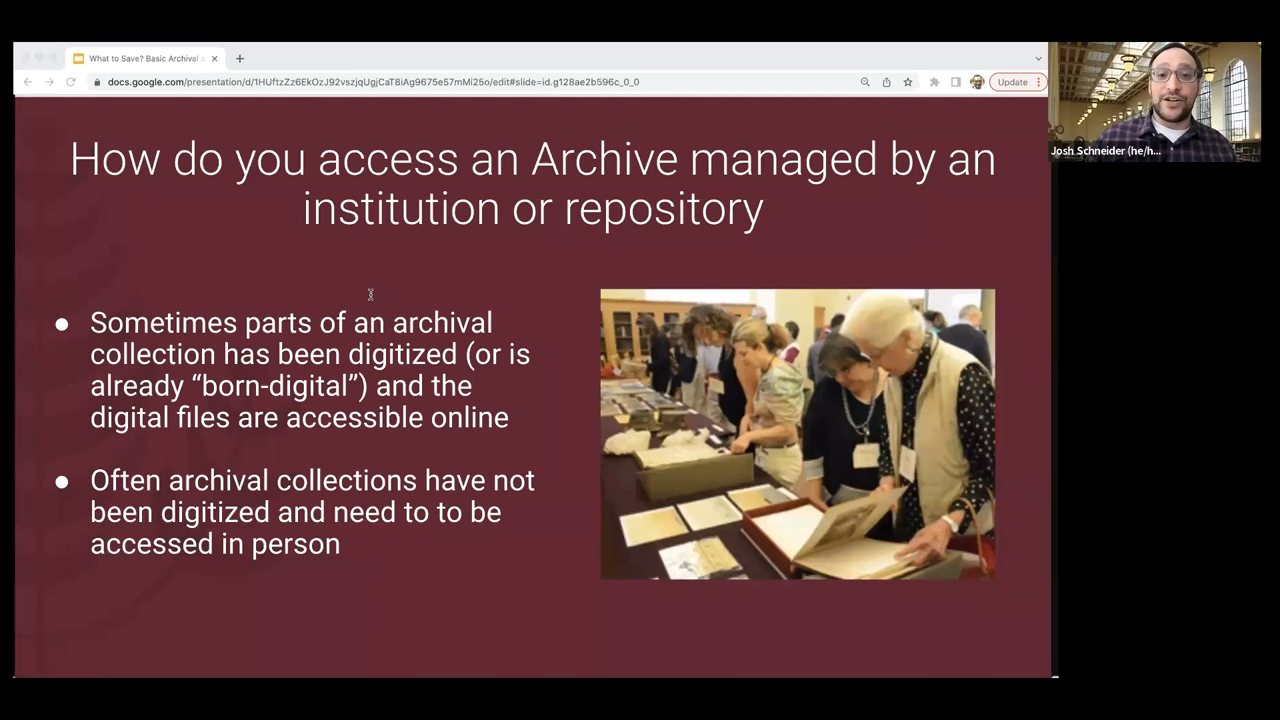 What to Save? Basic Archival
docs.google.com/presentation/d/1HUftzZz6EkOzJ92vszjqUgjCaT8iAg9675e57mMi25o/edit#slide=id.g128ae2b596c_0_0
Update
Josh Schneider (he/h...
How do you access an Archive managed by an
institution or repository
● Sometimes parts of an archival
collection has been digitized (or is
already “born-digital”) and the
digital files are accessible online
● Often archival collections have not
been digitized and need to to be
accessed in person